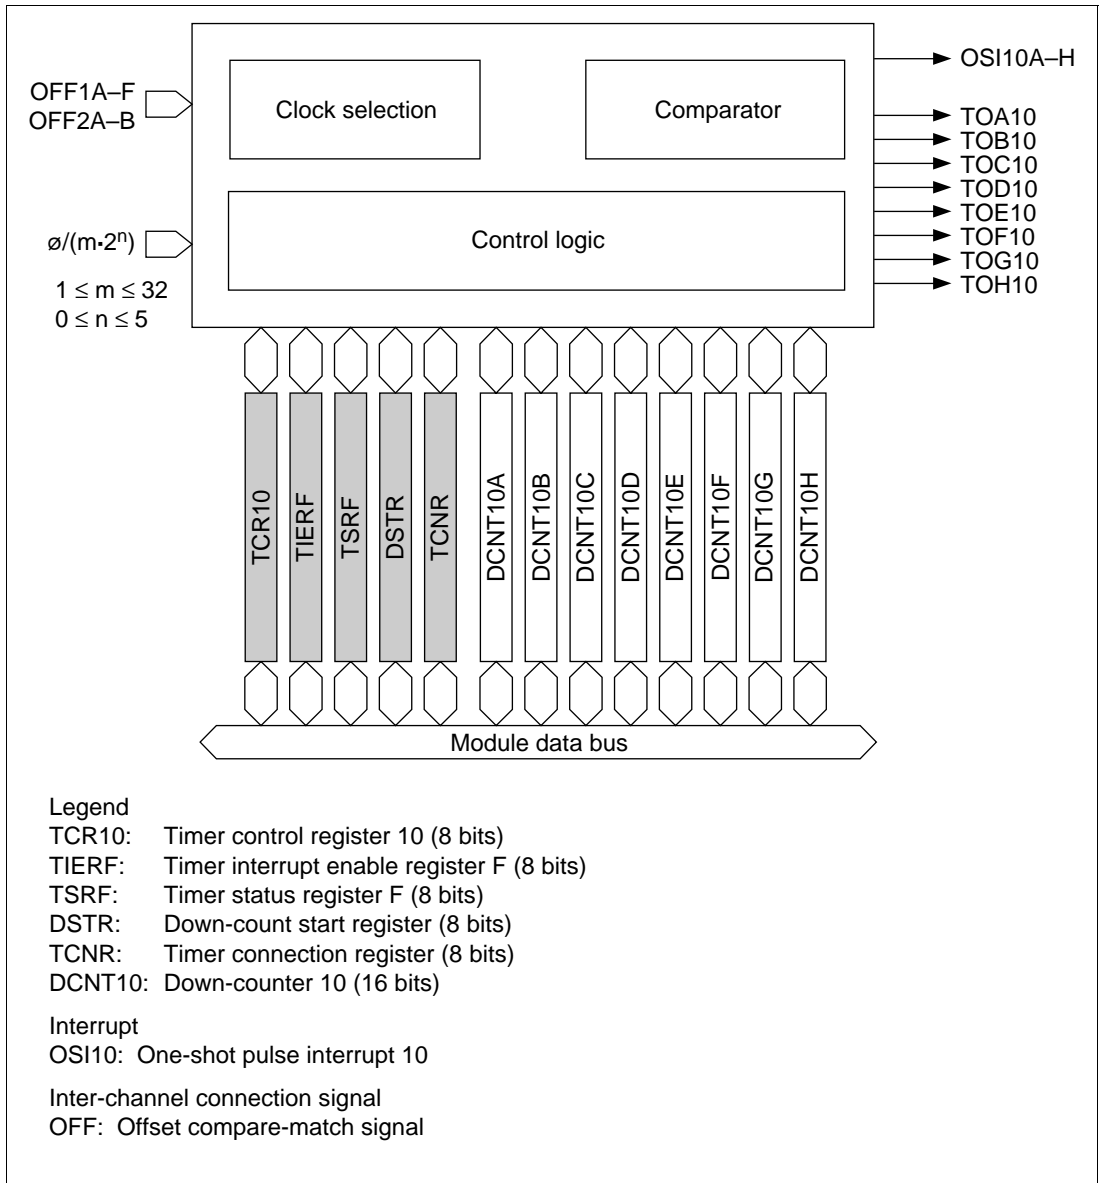 OFF1A–F
OFF2A–B
ø/(m·2ⁿ)
1 ≤ m ≤ 32
0 ≤ n ≤ 5
Clock selection
Comparator
Control logic
OSI10A–H
TOA10
TOB10
TOC10
TOD10
TOE10
TOF10
TOG10
TOH10
TCR10
TIERF
TSRF
DSTR
TCNR
DCNT10A
DCNT10B
DCNT10C
DCNT10D
DCNT10E
DCNT10F
DCNT10G
DCNT10H
Module data bus
Legend
TCR10: Timer control register 10 (8 bits)
TIERF: Timer interrupt enable register F (8 bits)
TSRF: Timer status register F (8 bits)
DSTR: Down-count start register (8 bits)
TCNR: Timer connection register (8 bits)
DCNT10: Down-counter 10 (16 bits)
Interrupt
OSI10: One-shot pulse interrupt 10
Inter-channel connection signal
OFF: Offset compare-match signal